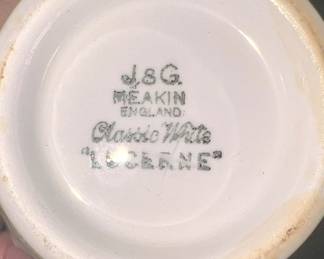 J&G.
MEAKIN
ENGLAND
Classic White
"LUCERNE"